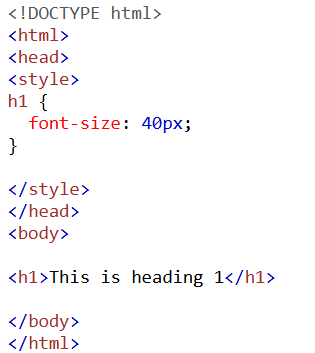 <!DOCTYPE html>
<html>
<head>
<style>
h1 {
  font-size: 40px;
}

</style>
</head>
<body>

<h1>This is heading 1</h1>

</body>
</html>